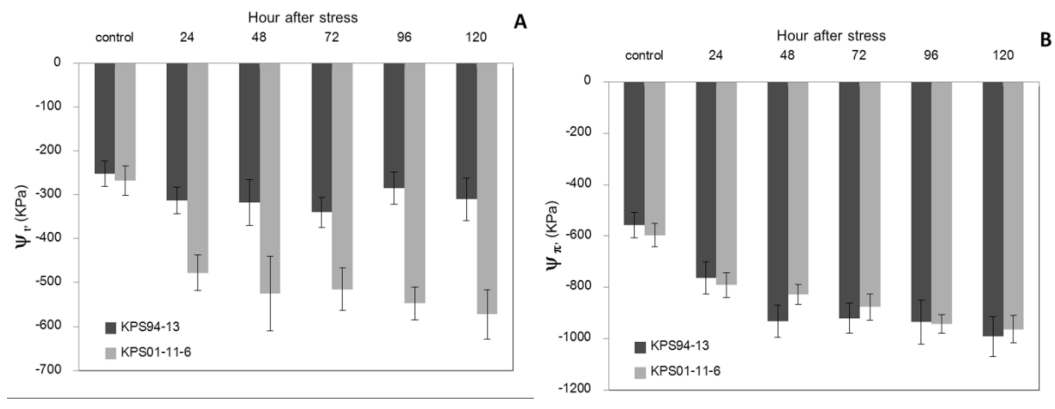 Hour after stress
A
control 24 48 72 96 120
0
-100
-200
-300
-400
-500
-600
-700
Ψt, (KPa)
KPS94-13
KPS01-11-6
Hour after stress
B
control 24 48 72 96 120
0
-200
-400
-600
-800
-1000
-1200
Ψπ, (KPa)
KPS94-13
KPS01-11-6